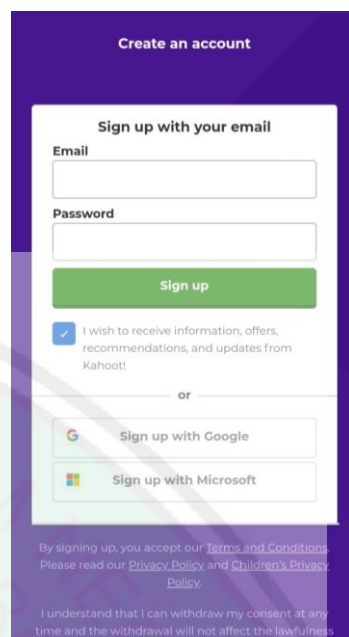 Create an account
Sign up with your email
Email
Password
Sign up
I wish to receive information, offers,
recommendations, and updates from
Kahoot!
or
Sign up with Google
Sign up with Microsoft
By signing up, you accept our Terms and Conditions.
Please read our Privacy Policy and Children's Privacy
Policy.
I understand that I can withdraw my consent at any
time and the withdrawal will not affect the lawfulness